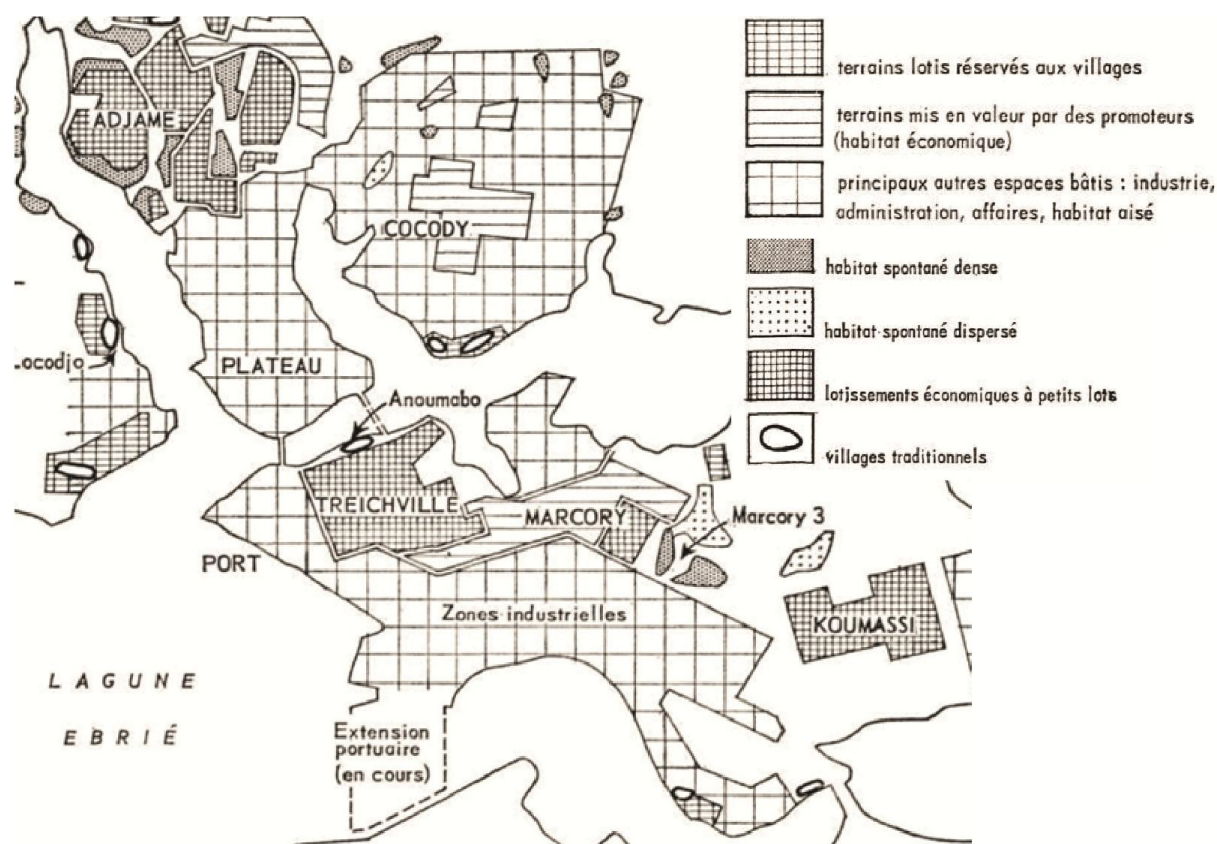 terrains lotis réservés aux villages
terrains mis en valeur par des promoteurs
(habitat économique)
principaux autres espaces bâtis : industrie,
administration, affaires, habitat aisé
habitat spontané dense
habitat spontané dispersé
lotissements économiques à petits lots
villages traditionnels
ADJAME
COCODY
Locodjo
PLATEAU
Anoumabo
TREICHVILLE
MARCORY
Marcory 3
PORT
Zones industrielles
KOUMASSI
LAGUNE
EBRIÉ
Extension
portuaire
(en cours)